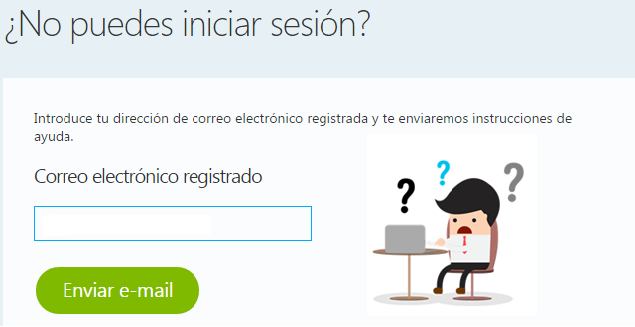 ¿No puedes iniciar sesión?
Introduce tu dirección de correo electrónico registrada y te enviaremos instrucciones de
ayuda.
Correo electrónico registrado
? ? ?
Enviar e-mail